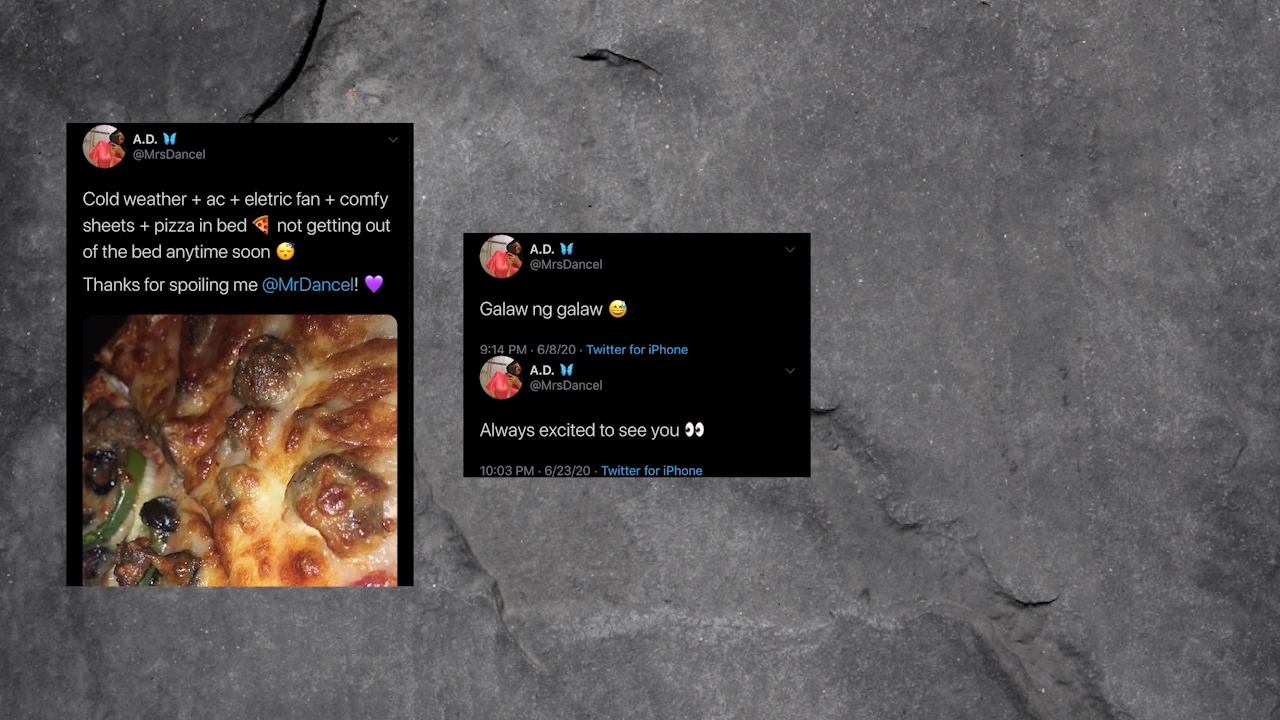 A.D. 🦋
@MrsDancel
Cold weather + ac + eletric fan + comfy
sheets + pizza in bed 🍕 not getting out
of the bed anytime soon 😴
Thanks for spoiling me @MrDancel! 💜
A.D. 🦋
@MrsDancel
Galaw ng galaw 😅
9:14 PM · 6/8/20 · Twitter for iPhone
A.D. 🦋
@MrsDancel
Always excited to see you 👀
10:03 PM · 6/23/20 · Twitter for iPhone